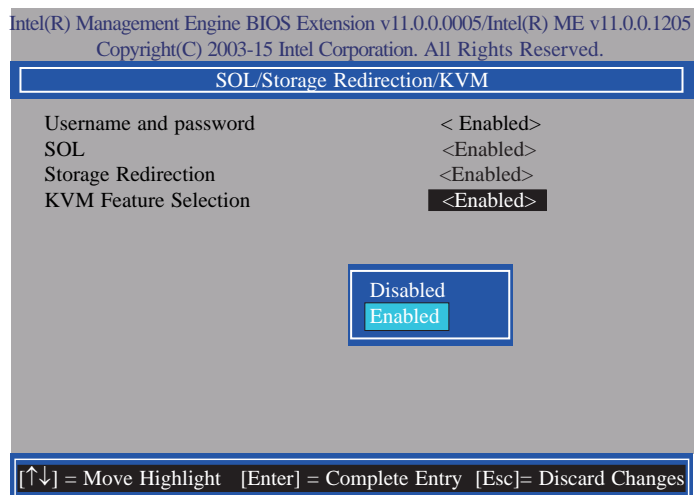 Intel(R) Management Engine BIOS Extension v11.0.0.0005/Intel(R) ME v11.0.0.1205
Copyright(C) 2003-15 Intel Corporation. All Rights Reserved.
SOL/Storage Redirection/KVM
Username and password < Enabled>
SOL <Enabled>
Storage Redirection <Enabled>
KVM Feature Selection <Enabled>
Disabled
Enabled
[↑↓] = Move Highlight [Enter] = Complete Entry [Esc]= Discard Changes